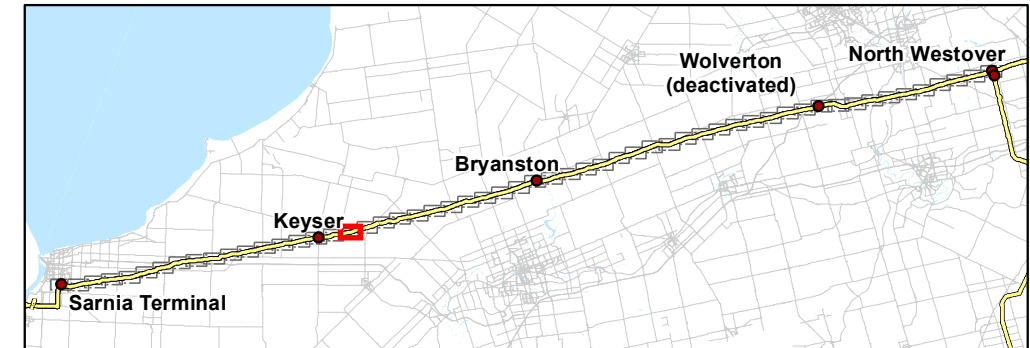 Wolverton
(deactivated)
North Westover
Bryanston
Keyser
Sarnia Terminal